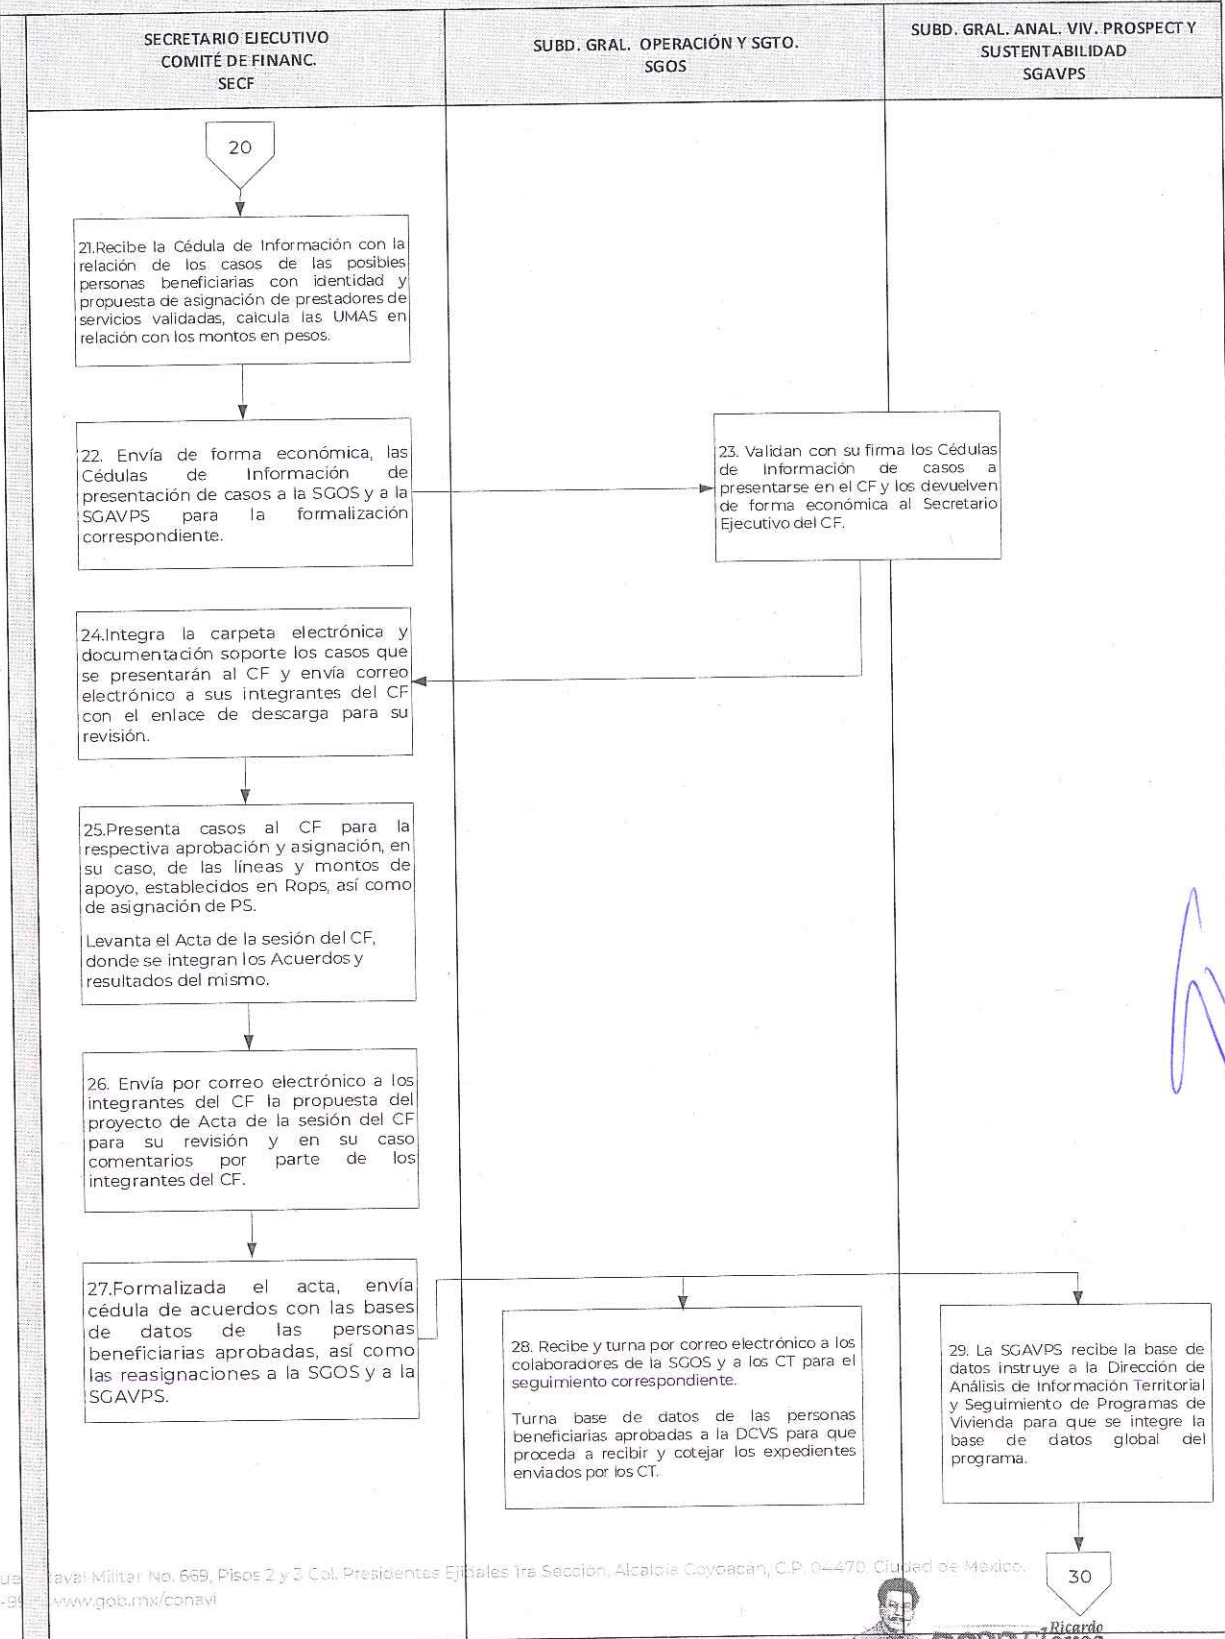 SECRETARIO EJECUTIVO
COMITÉ DE FINANC.
SECF
SUBD. GRAL. OPERACIÓN Y SGTO.
SGOS
SUBD. GRAL. ANAL. VIV. PROSPECT Y
SUSTENTABILIDAD
SGAVPS
20
21.Recibe la Cédula de Información con la
relación de los casos de las posibles
personas beneficiarias con identidad y
propuesta de asignación de prestadores de
servicios validadas, calcula las UMAS en
relación con los montos en pesos.
22. Envía de forma económica, las
Cédulas de Información de
presentación de casos a la SGOS y a la
SGAVPS para la formalización
correspondiente.
23. Validan con su firma los Cédulas
de Información de casos a
presentarse en el CF y los devuelven
de forma económica al Secretario
Ejecutivo del CF.
24.Integra la carpeta electrónica y
documentación soporte los casos que
se presentarán al CF y envía correo
electrónico a sus integrantes del CF
con el enlace de descarga para su
revisión.
25.Presenta casos al CF para la
respectiva aprobación y asignación, en
su caso, de las líneas y montos de
apoyo, establecidos en Rops, así como
de asignación de PS.
Levanta el Acta de la sesión del CF,
donde se integran los Acuerdos y
resultados del mismo.
26. Envía por correo electrónico a los
integrantes del CF la propuesta del
proyecto de Acta de la sesión del CF
para su revisión y en su caso
comentarios por parte de los
integrantes del CF.
27.Formalizada el acta, envía
cédula de acuerdos con las bases
de datos de las personas
beneficiarias aprobadas, así como
las reasignaciones a la SGOS y a la
SGAVPS.
28. Recibe y turna por correo electrónico a los
colaboradores de la SGOS y a los CT para el
seguimiento correspondiente.
Turna base de datos de las personas
beneficiarias aprobadas a la DCVS para que
proceda a recibir y cotejar los expedientes
enviados por los CT.
29. La SGAVPS recibe la base de
datos instruye a la Dirección de
Análisis de Información Territorial
y Seguimiento de Programas de
Vivienda para que se integre la
base de datos global del
programa.
30
Militar No. 669, Pisos 2 y 3 Col. Presidentes Ejidales 1ra Sección, Alcaldía Coyoacán, C.P. 04470, Ciudad de México.
www.gob.mx/conavi
Ricardo